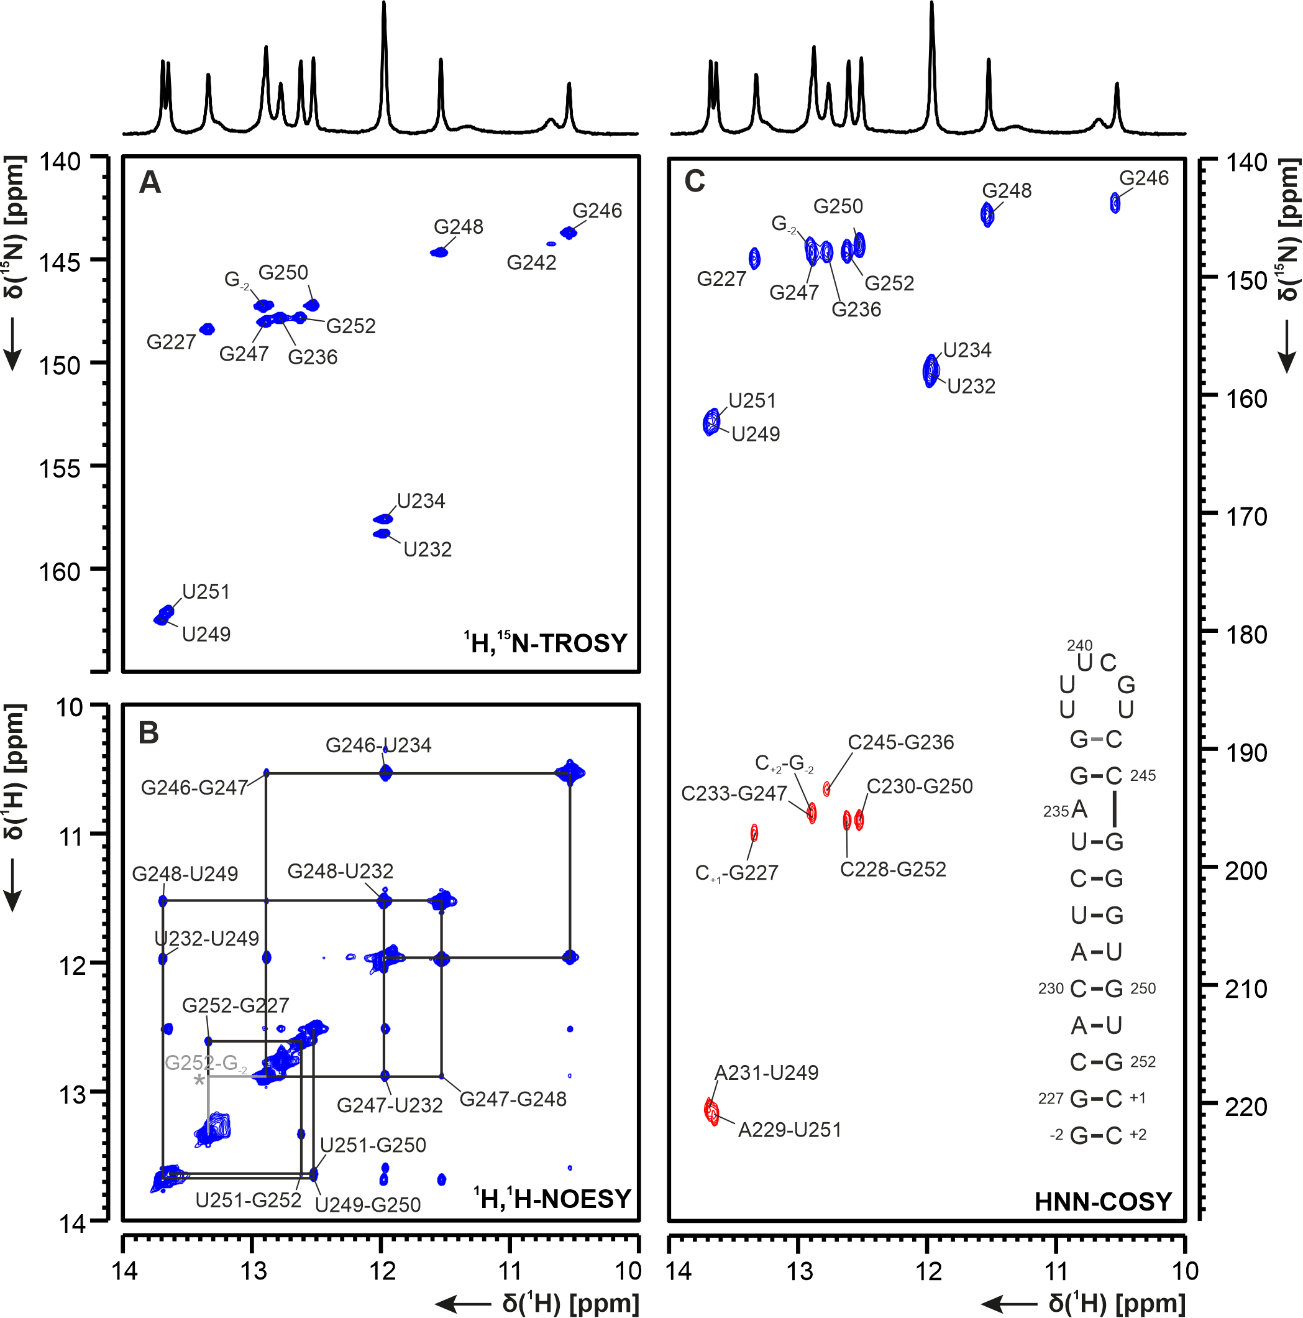 A
140
145
150
155
160
δ(¹⁵N) [ppm]
G246
G248
G242
G₋₂
G250
G227
G247
G236
G252
U234
U232
U251
U249
¹H,¹⁵N-TROSY
B
10
11
12
13
14
δ(¹H) [ppm]
G246-U234
G246-G247
G248-U249
G248-U232
U232-U249
G252-G227
G252-G₋₂
*
G247-U232
G247-G248
U251-G250
U251-G252
U249-G250
¹H,¹H-NOESY
14
13
12
11
10
δ(¹H) [ppm]
C
140
150
160
170
180
190
200
210
220
δ(¹⁵N) [ppm]
G246
G248
G250
G₋₂
G227
G247
G252
G236
U234
U232
U251
U249
C245-G236
C₊₂-G₋₂
C233-G247
C230-G250
C₊₁-G227
C228-G252
A231-U249
A229-U251
240
U C
U G
U U
G-C
G C 245
235 A
U-G
C-G
U-G
A-U
230 C-G 250
A-U
C-G 252
227 G-C +1
-2 G-C +2
HNN-COSY
14
13
12
11
10
δ(¹H) [ppm]